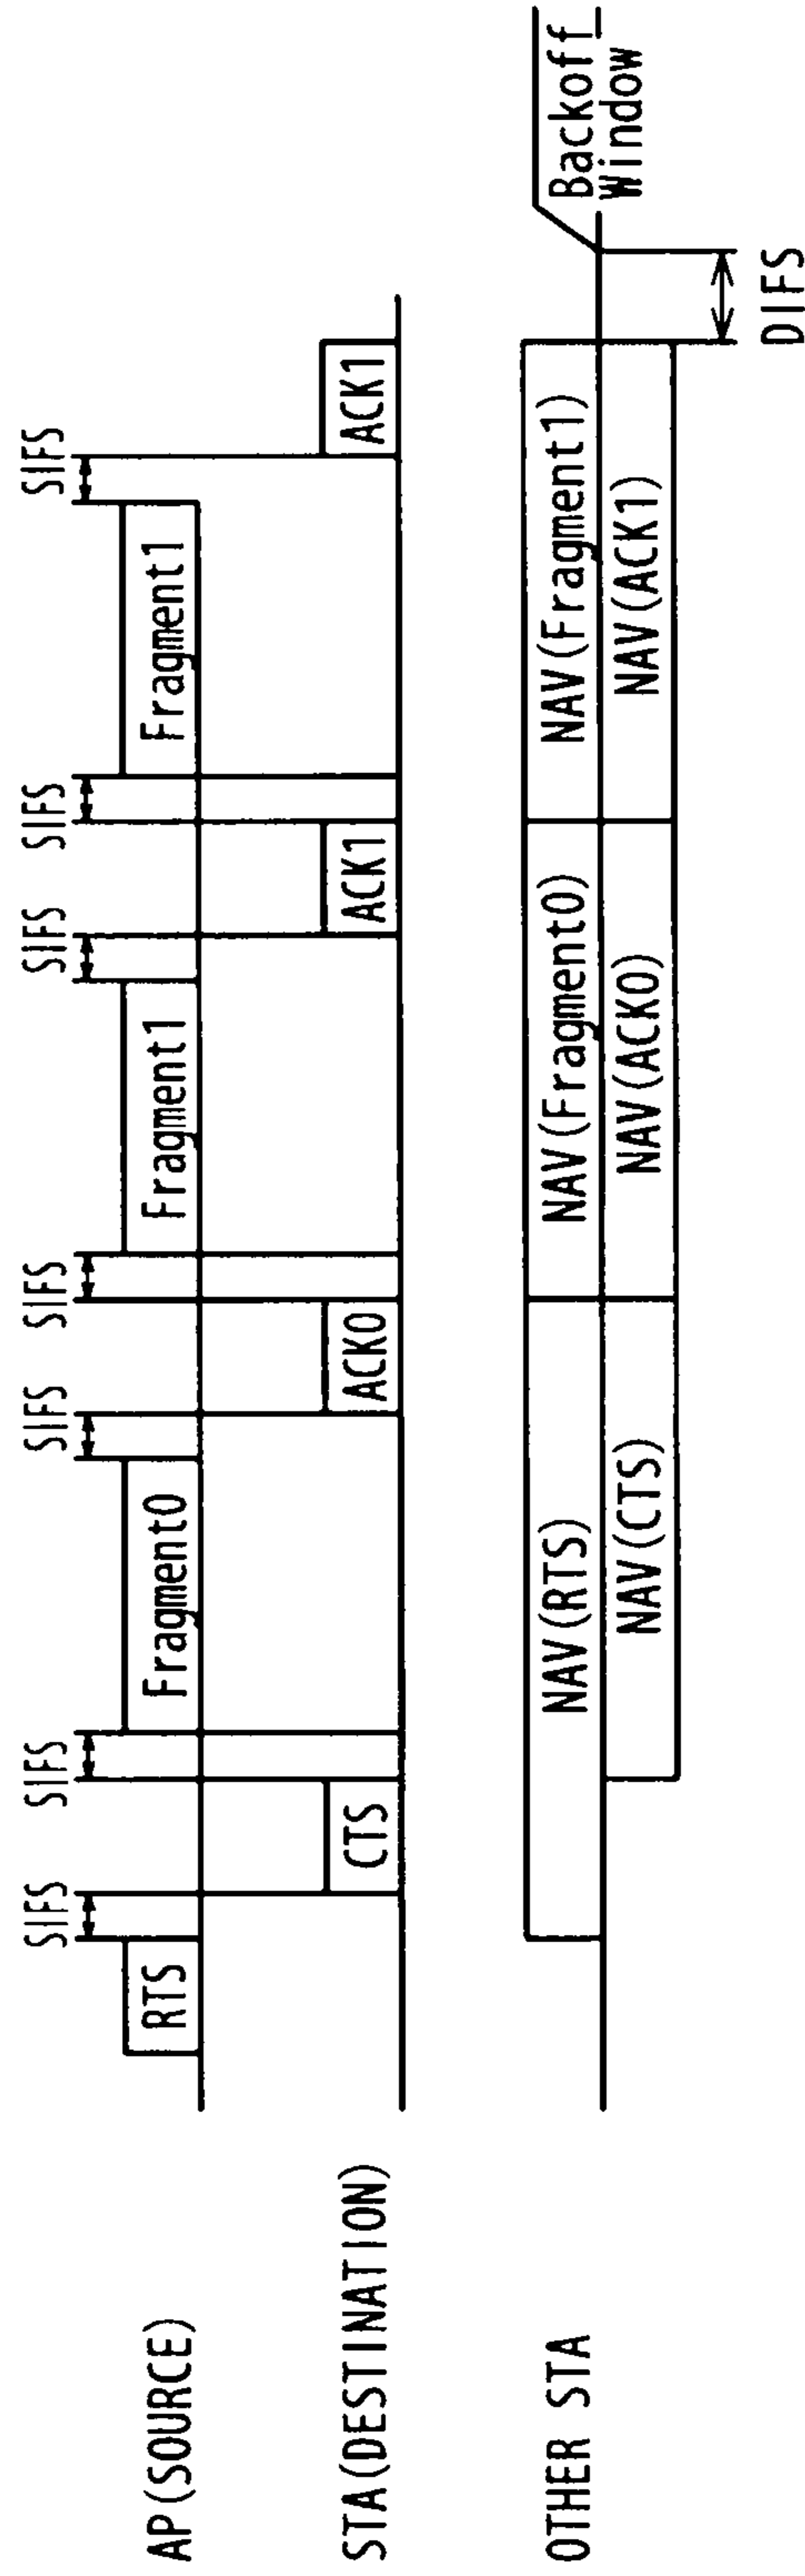 SIFS SIFS SIFS SIFS SIFS SIFS SIFS
AP(SOURCE) RTS Fragment0 Fragment1 Fragment1
STA(DESTINATION) CTS ACK0 ACK1 ACK1
OTHER STA NAV(RTS) NAV(Fragment0) NAV(Fragment1) Backoff
Window
NAV(CTS) NAV(ACK0) NAV(ACK1)
DIFS